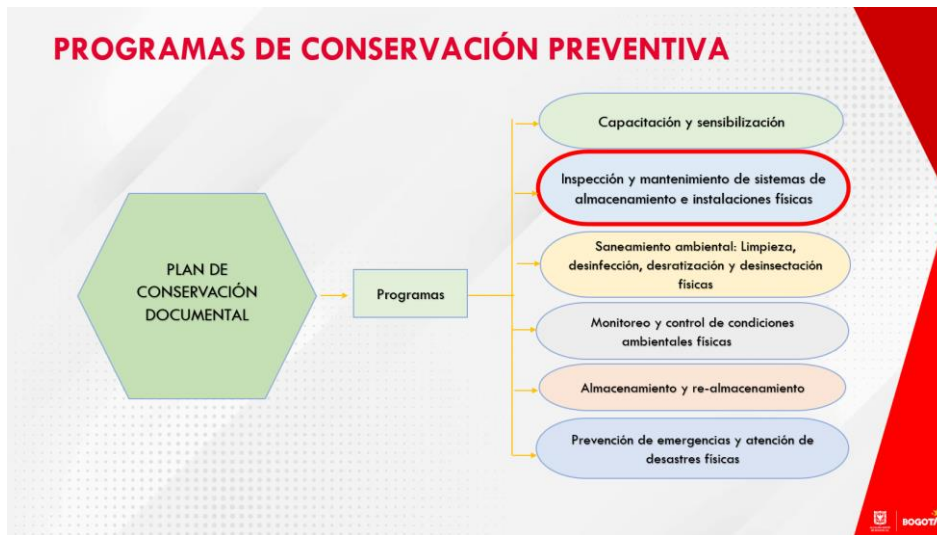 PROGRAMAS DE CONSERVACIÓN PREVENTIVA
Capacitación y sensibilización
Inspección y mantenimiento de sistemas de
almacenamiento e instalaciones físicas
Saneamiento ambiental: Limpieza,
desinfección, desratización y desinsectación
físicas
PLAN DE
CONSERVACIÓN
DOCUMENTAL
Programas
Monitoreo y control de condiciones
ambientales físicas
Almacenamiento y re-almacenamiento
Prevención de emergencias y atención de
desastres físicas
BOGOTÁ